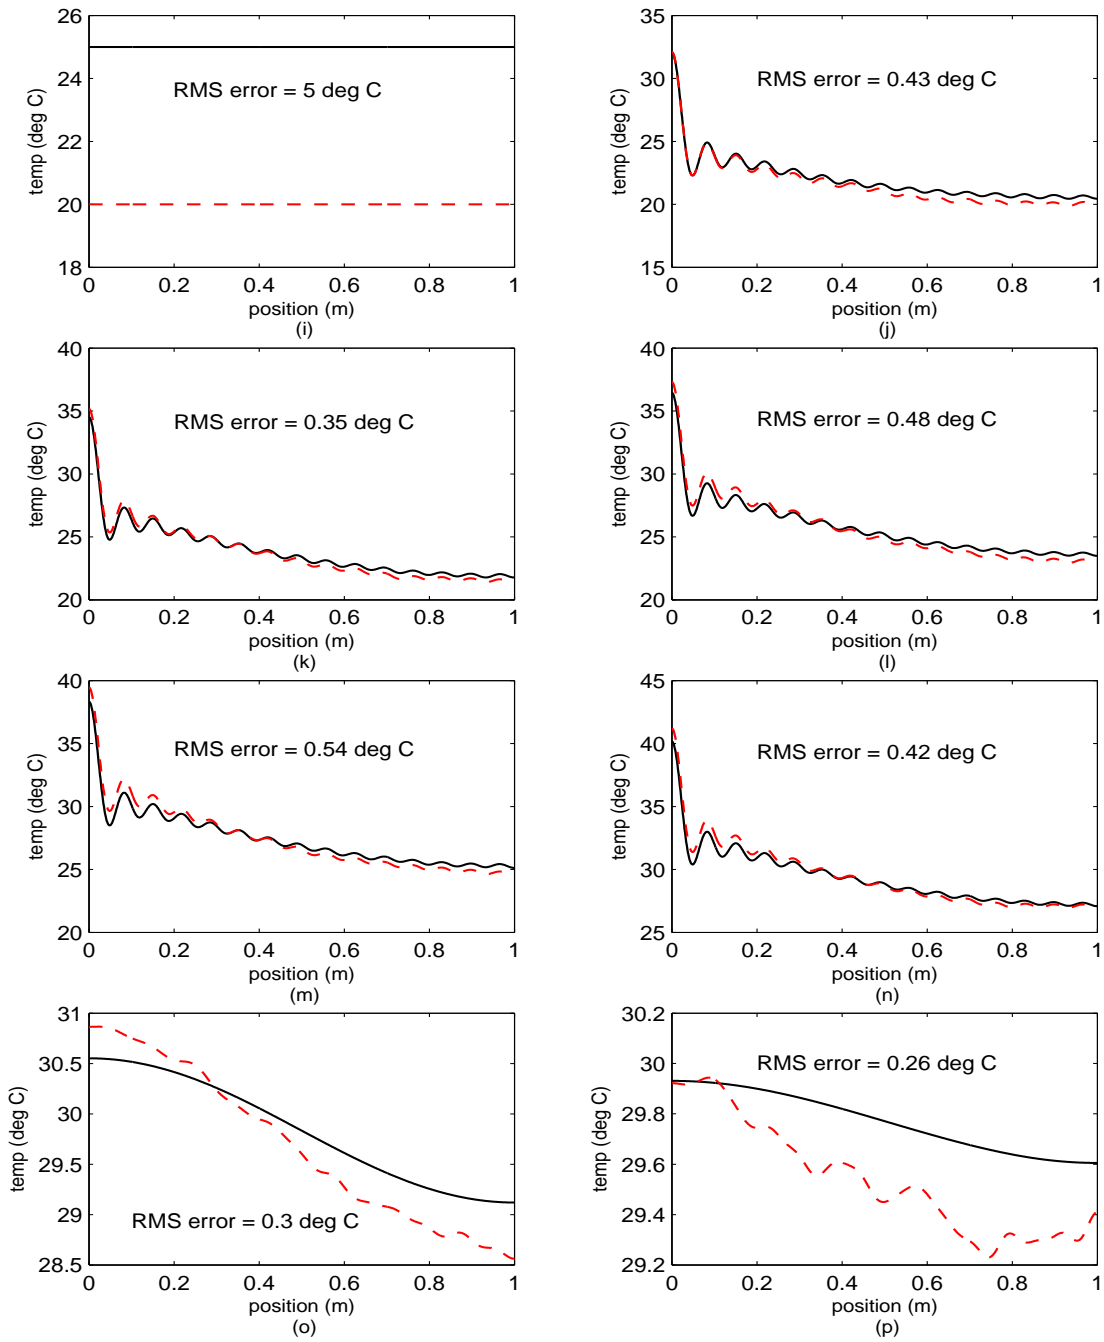 26
24
22
20
18
temp (deg C)
RMS error = 5 deg C
0 0.2 0.4 0.6 0.8 1
position (m)
(i)
35
30
25
20
15
temp (deg C)
RMS error = 0.43 deg C
0 0.2 0.4 0.6 0.8 1
position (m)
(j)
40
35
30
25
20
temp (deg C)
RMS error = 0.35 deg C
0 0.2 0.4 0.6 0.8 1
position (m)
(k)
40
35
30
25
20
temp (deg C)
RMS error = 0.48 deg C
0 0.2 0.4 0.6 0.8 1
position (m)
(l)
40
35
30
25
20
temp (deg C)
RMS error = 0.54 deg C
0 0.2 0.4 0.6 0.8 1
position (m)
(m)
45
40
35
30
25
temp (deg C)
RMS error = 0.42 deg C
0 0.2 0.4 0.6 0.8 1
position (m)
(n)
31
30.5
30
29.5
29
28.5
temp (deg C)
RMS error = 0.3 deg C
0 0.2 0.4 0.6 0.8 1
position (m)
(o)
30.2
30
29.8
29.6
29.4
29.2
temp (deg C)
RMS error = 0.26 deg C
0 0.2 0.4 0.6 0.8 1
position (m)
(p)